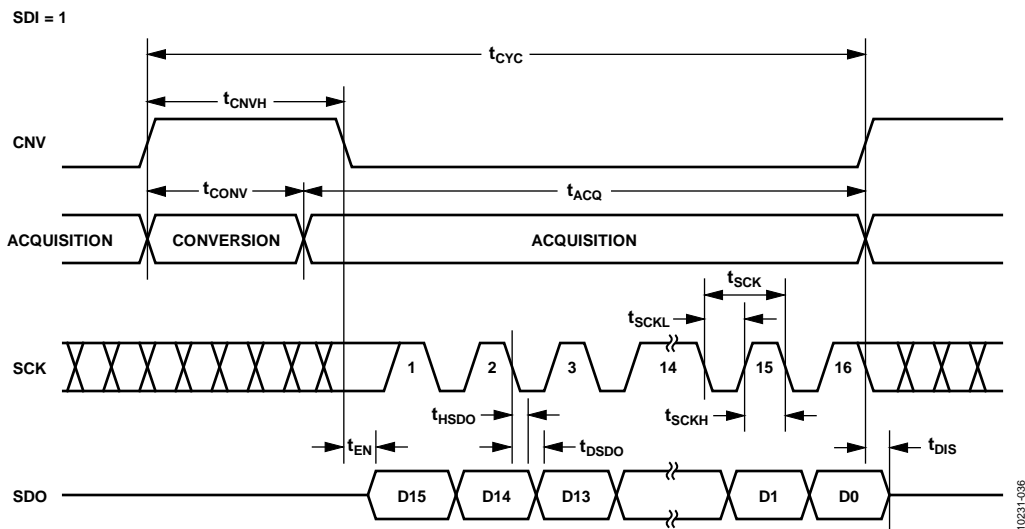 SDI = 1
tCYC
tCNVH
CNV
tCONV
tACQ
ACQUISITION
CONVERSION
ACQUISITION
tSCK
tSCKL
SCK
1
2
3
14
15
16
tHSDO
tSCKH
tEN
tDSDO
tDIS
SDO
D15
D14
D13
D1
D0
10231-036